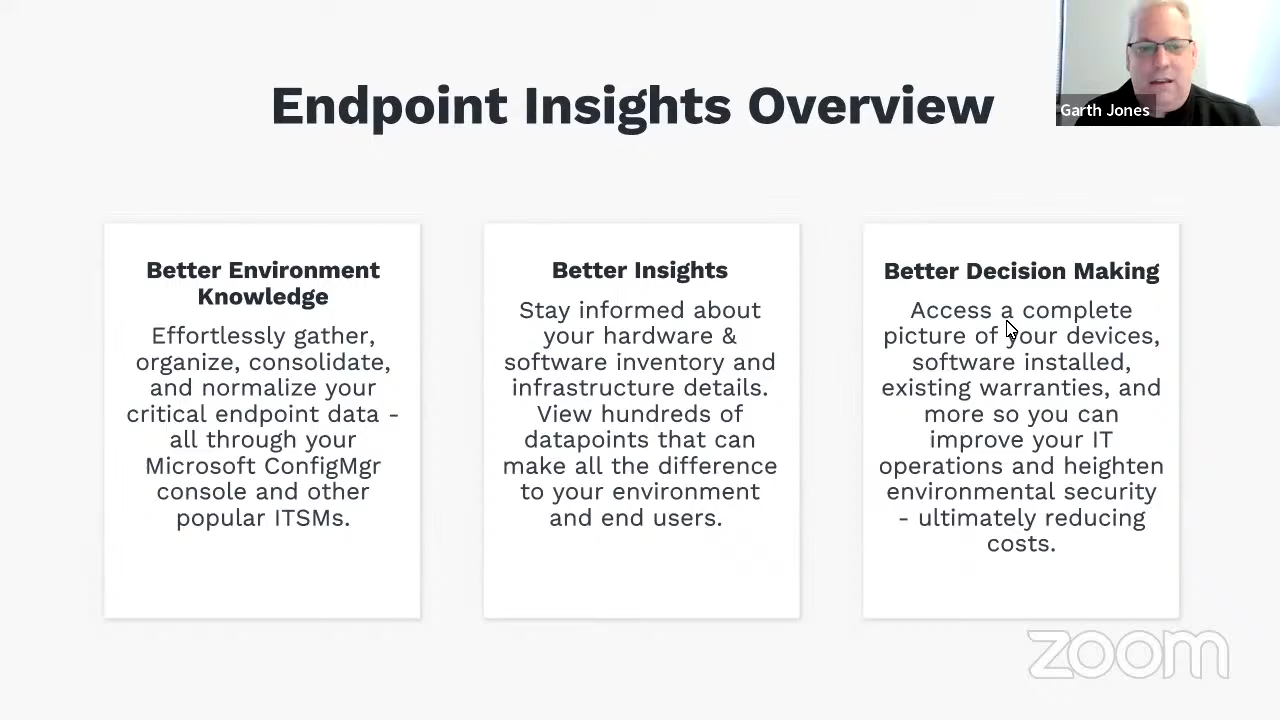 Endpoint Insights Overview
Garth Jones
Better Environment
Knowledge
Effortlessly gather,
organize, consolidate,
and normalize your
critical endpoint data -
all through your
Microsoft ConfigMgr
console and other
popular ITSMs.
Better Insights
Stay informed about
your hardware &
software inventory and
infrastructure details.
View hundreds of
datapoints that can
make all the difference
to your environment
and end users.
Better Decision Making
Access a complete
picture of your devices,
software installed,
existing warranties, and
more so you can
improve your IT
operations and heighten
environmental security
- ultimately reducing
costs.
zoom